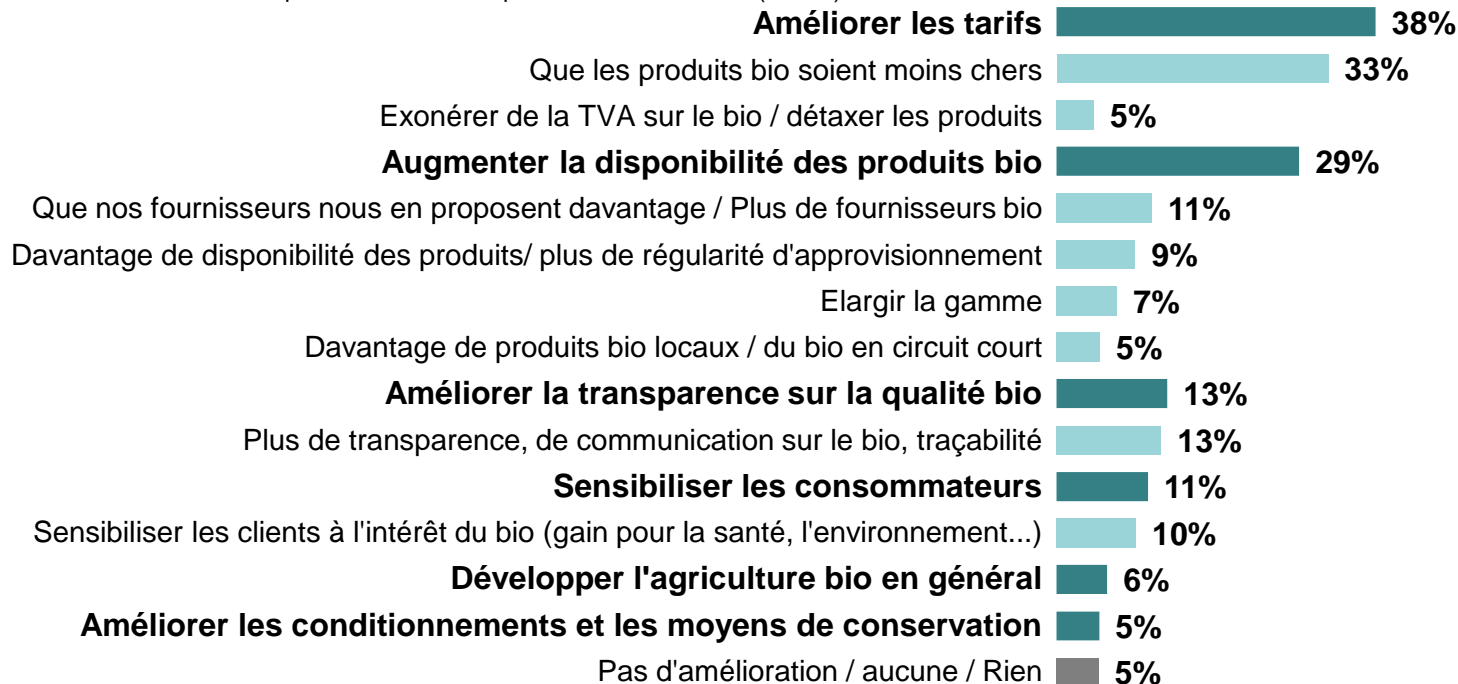 Améliorer les tarifs 38%
Que les produits bio soient moins chers 33%
Exonérer de la TVA sur le bio / détaxer les produits 5%
Augmenter la disponibilité des produits bio 29%
Que nos fournisseurs nous en proposent davantage / Plus de fournisseurs bio 11%
Davantage de disponibilité des produits/ plus de régularité d'approvisionnement 9%
Elargir la gamme 7%
Davantage de produits bio locaux / du bio en circuit court 5%
Améliorer la transparence sur la qualité bio 13%
Plus de transparence, de communication sur le bio, traçabilité 13%
Sensibiliser les consommateurs 11%
Sensibiliser les clients à l'intérêt du bio (gain pour la santé, l'environnement...) 10%
Développer l'agriculture bio en général 6%
Améliorer les conditionnements et les moyens de conservation 5%
Pas d'amélioration / aucune / Rien 5%